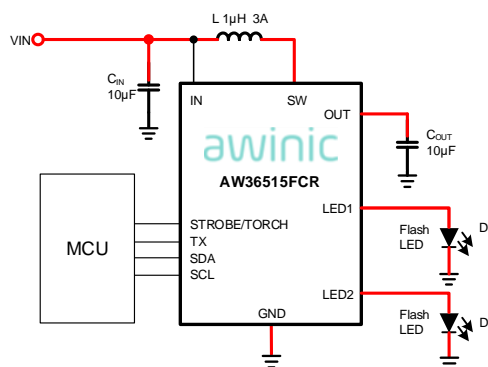 L 1µH 3A
VIN
CIN
10µF
IN
SW
OUT
awinic
COUT
10µF
AW36515FCR
LED1
STROBE/TORCH
Flash
LED
D
MCU
TX
SDA
SCL
LED2
GND
Flash
LED
D